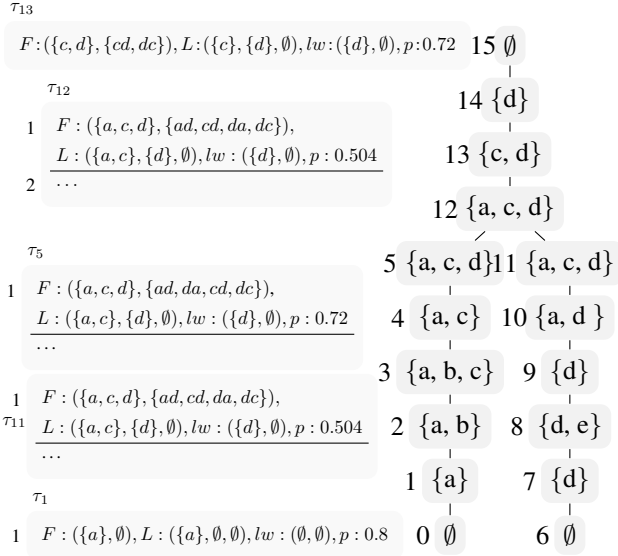 τ13
F:({c, d}, {cd, dc}), L:({c}, {d}, ∅), lw:({d}, ∅), p:0.72
15 ∅
τ12
14 {d}
1 F : ({a, c, d}, {ad, cd, da, dc}),
L : ({a, c}, {d}, ∅), lw : ({d}, ∅), p : 0.504
13 {c, d}
2 ...
12 {a, c, d}
τ5
5 {a, c, d}
11 {a, c, d}
1 F : ({a, c, d}, {ad, da, cd, dc}),
L : ({a, c}, {d}, ∅), lw : ({d}, ∅), p : 0.72
...
4 {a, c}
10 {a, d }
3 {a, b, c}
9 {d}
1 F : ({a, c, d}, {ad, cd, da, dc}),
τ11
L : ({a, c}, {d}, ∅), lw : ({d}, ∅), p : 0.504
...
2 {a, b}
8 {d, e}
1 {a}
7 {d}
τ1
1 F : ({a}, ∅), L : ({a}, ∅, ∅), lw : (∅, ∅), p : 0.8
0 ∅
6 ∅